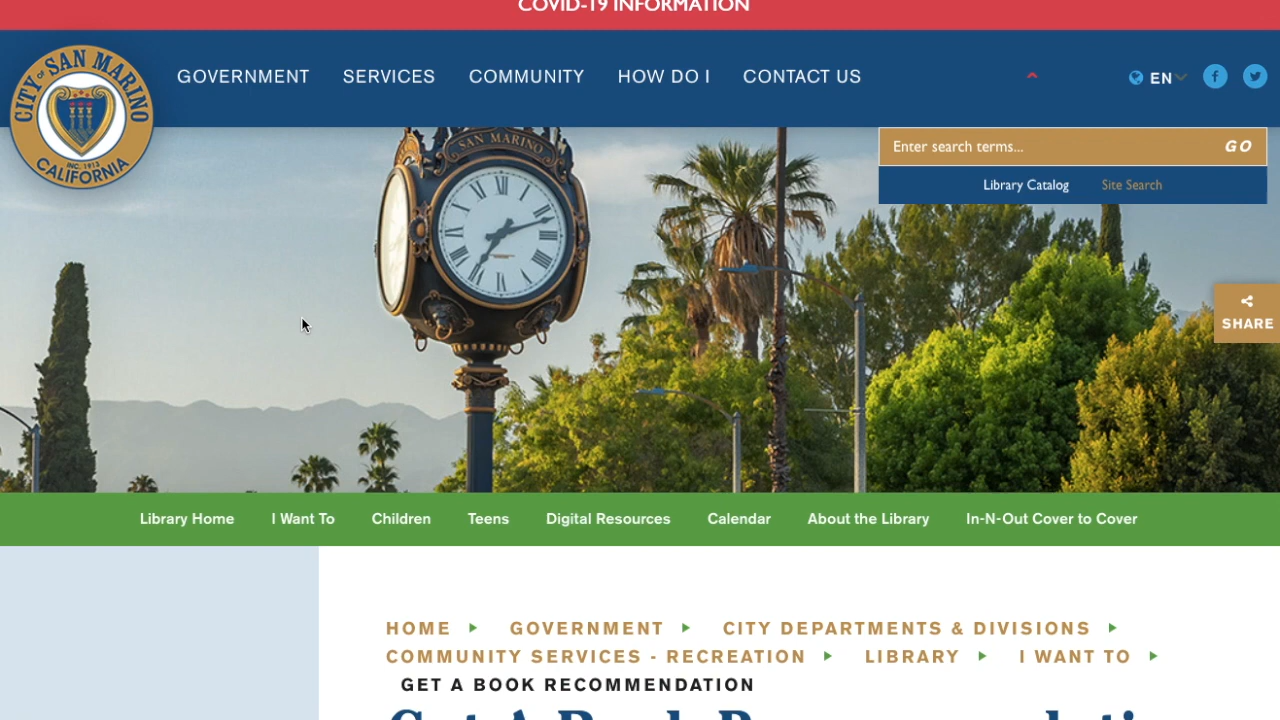 COVID-19 INFORMATION
CITY OF SAN MARINO
INC. 1913
CALIFORNIA
GOVERNMENT SERVICES COMMUNITY HOW DO I CONTACT US
EN
SAN MARINO
Enter search terms... GO
Library Catalog Site Search
SHARE
Library Home I Want To Children Teens Digital Resources Calendar About the Library In-N-Out Cover to Cover
HOME GOVERNMENT CITY DEPARTMENTS & DIVISIONS
COMMUNITY SERVICES - RECREATION LIBRARY I WANT TO
GET A BOOK RECOMMENDATION